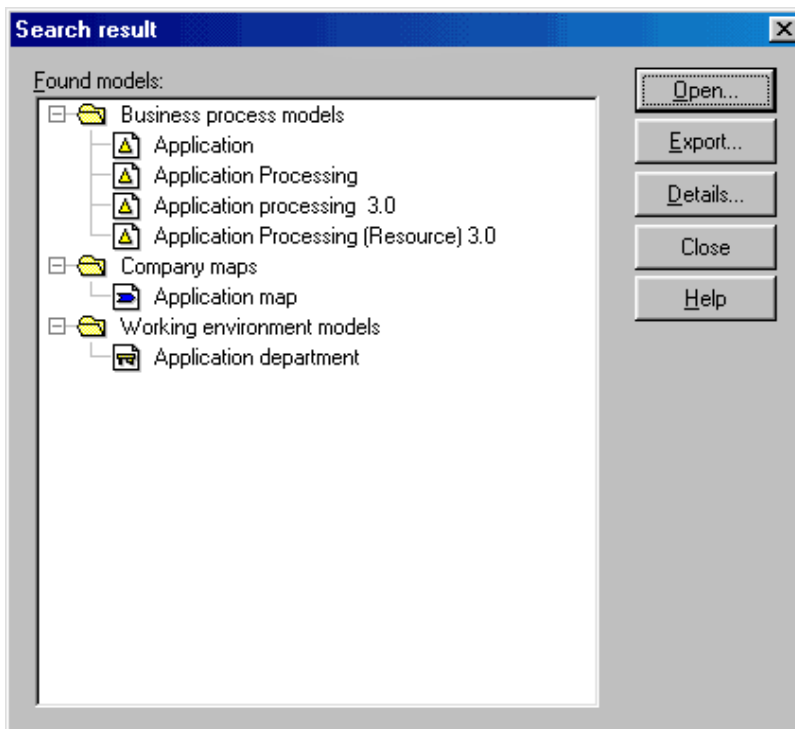 Search result
Found models:
Business process models
Application
Application Processing
Application processing  3.0
Application Processing (Resource) 3.0
Company maps
Application map
Working environment models
Application department
Open...
Export...
Details...
Close
Help